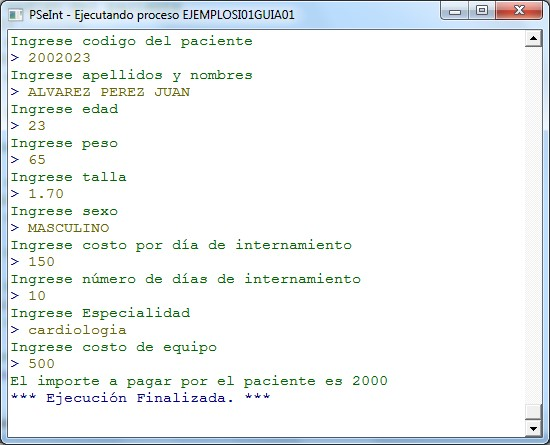 PSeInt - Ejecutando proceso EJEMPLOSI01GUIA01
Ingrese codigo del paciente
> 2002023
Ingrese apellidos y nombres
> ALVAREZ PEREZ JUAN
Ingrese edad
> 23
Ingrese peso
> 65
Ingrese talla
> 1.70
Ingrese sexo
> MASCULINO
Ingrese costo por día de internamiento
> 150
Ingrese número de días de internamiento
> 10
Ingrese Especialidad
> cardiologia
Ingrese costo de equipo
> 500
El importe a pagar por el paciente es 2000
*** Ejecución Finalizada. ***